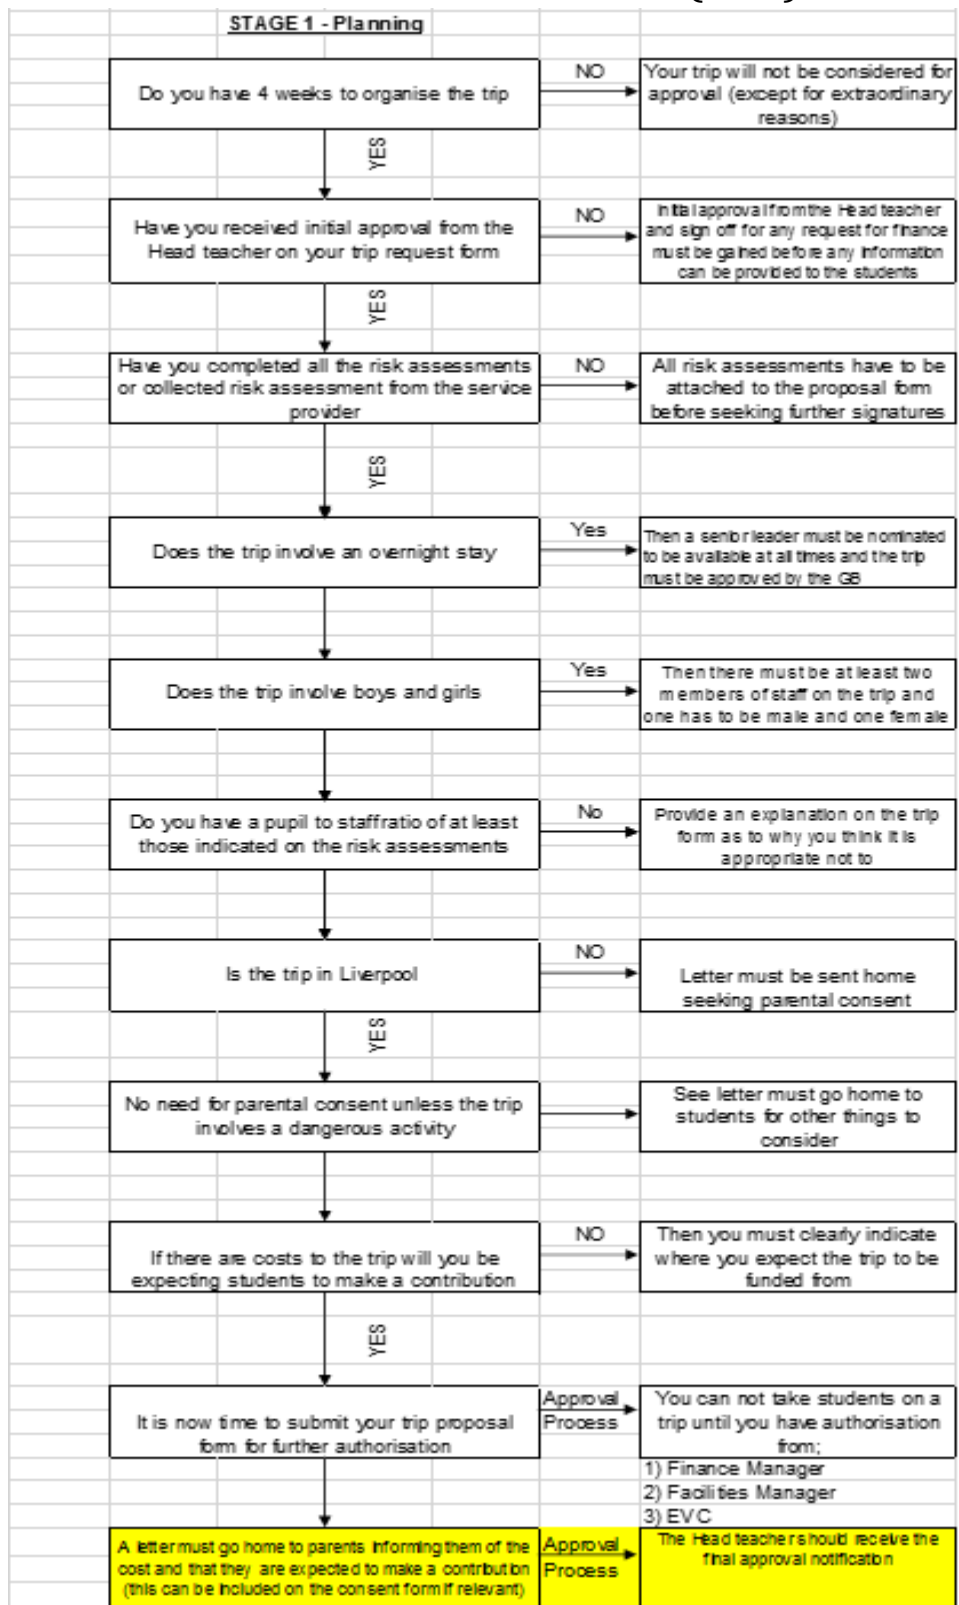 STAGE 1 - Planning
Do you have 4 weeks to organise the trip
NO
Your trip will not be considered for
approval (except for extraordinary
reasons)
YES
Have you received initial approval from the
Head teacher on your trip request form
NO
Initial approval from the Head teacher
and sign off for any request for finance
must be gained before any information
can be provided to the students
YES
Have you completed all the risk assessments
or collected risk assessment from the service
provider
NO
All risk assessments have to be
attached to the proposal form
before seeking further signatures
YES
Does the trip involve an overnight stay
Yes
Then a senior leader must be nominated
to be available at all times and the trip
must be approved by the GB
Does the trip involve boys and girls
Yes
Then there must be at least two
members of staff on the trip and
one has to be male and one female
Do you have a pupil to staff ratio of at least
those indicated on the risk assessments
No
Provide an explanation on the trip
form as to why you think it is
appropriate not to
Is the trip in Liverpool
NO
Letter must be sent home
seeking parental consent
YES
No need for parental consent unless the trip
involves a dangerous activity
See letter must go home to
students for other things to
consider
If there are costs to the trip will you be
expecting students to make a contribution
NO
Then you must clearly indicate
where you expect the trip to be
funded from
YES
It is now time to submit your trip proposal
form for further authorisation
Approval
Process
You can not take students on a
trip until you have authorisation
from;
1) Finance Manager
2) Facilities Manager
3) EVC
A letter must go home to parents informing them of the
cost and that they are expected to make a contribution
(this can be included on the consent form if relevant)
Approval
Process
The Head teacher should receive the
final approval notification